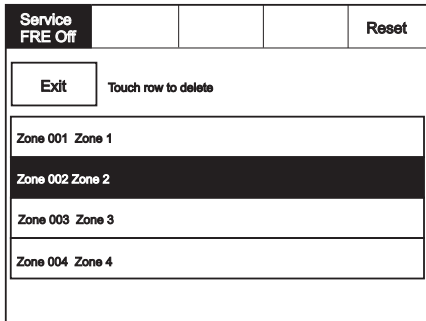 Service
FRE Off
Reset
Exit
Touch row to delete
Zone 001 Zone 1
Zone 002 Zone 2
Zone 003 Zone 3
Zone 004 Zone 4